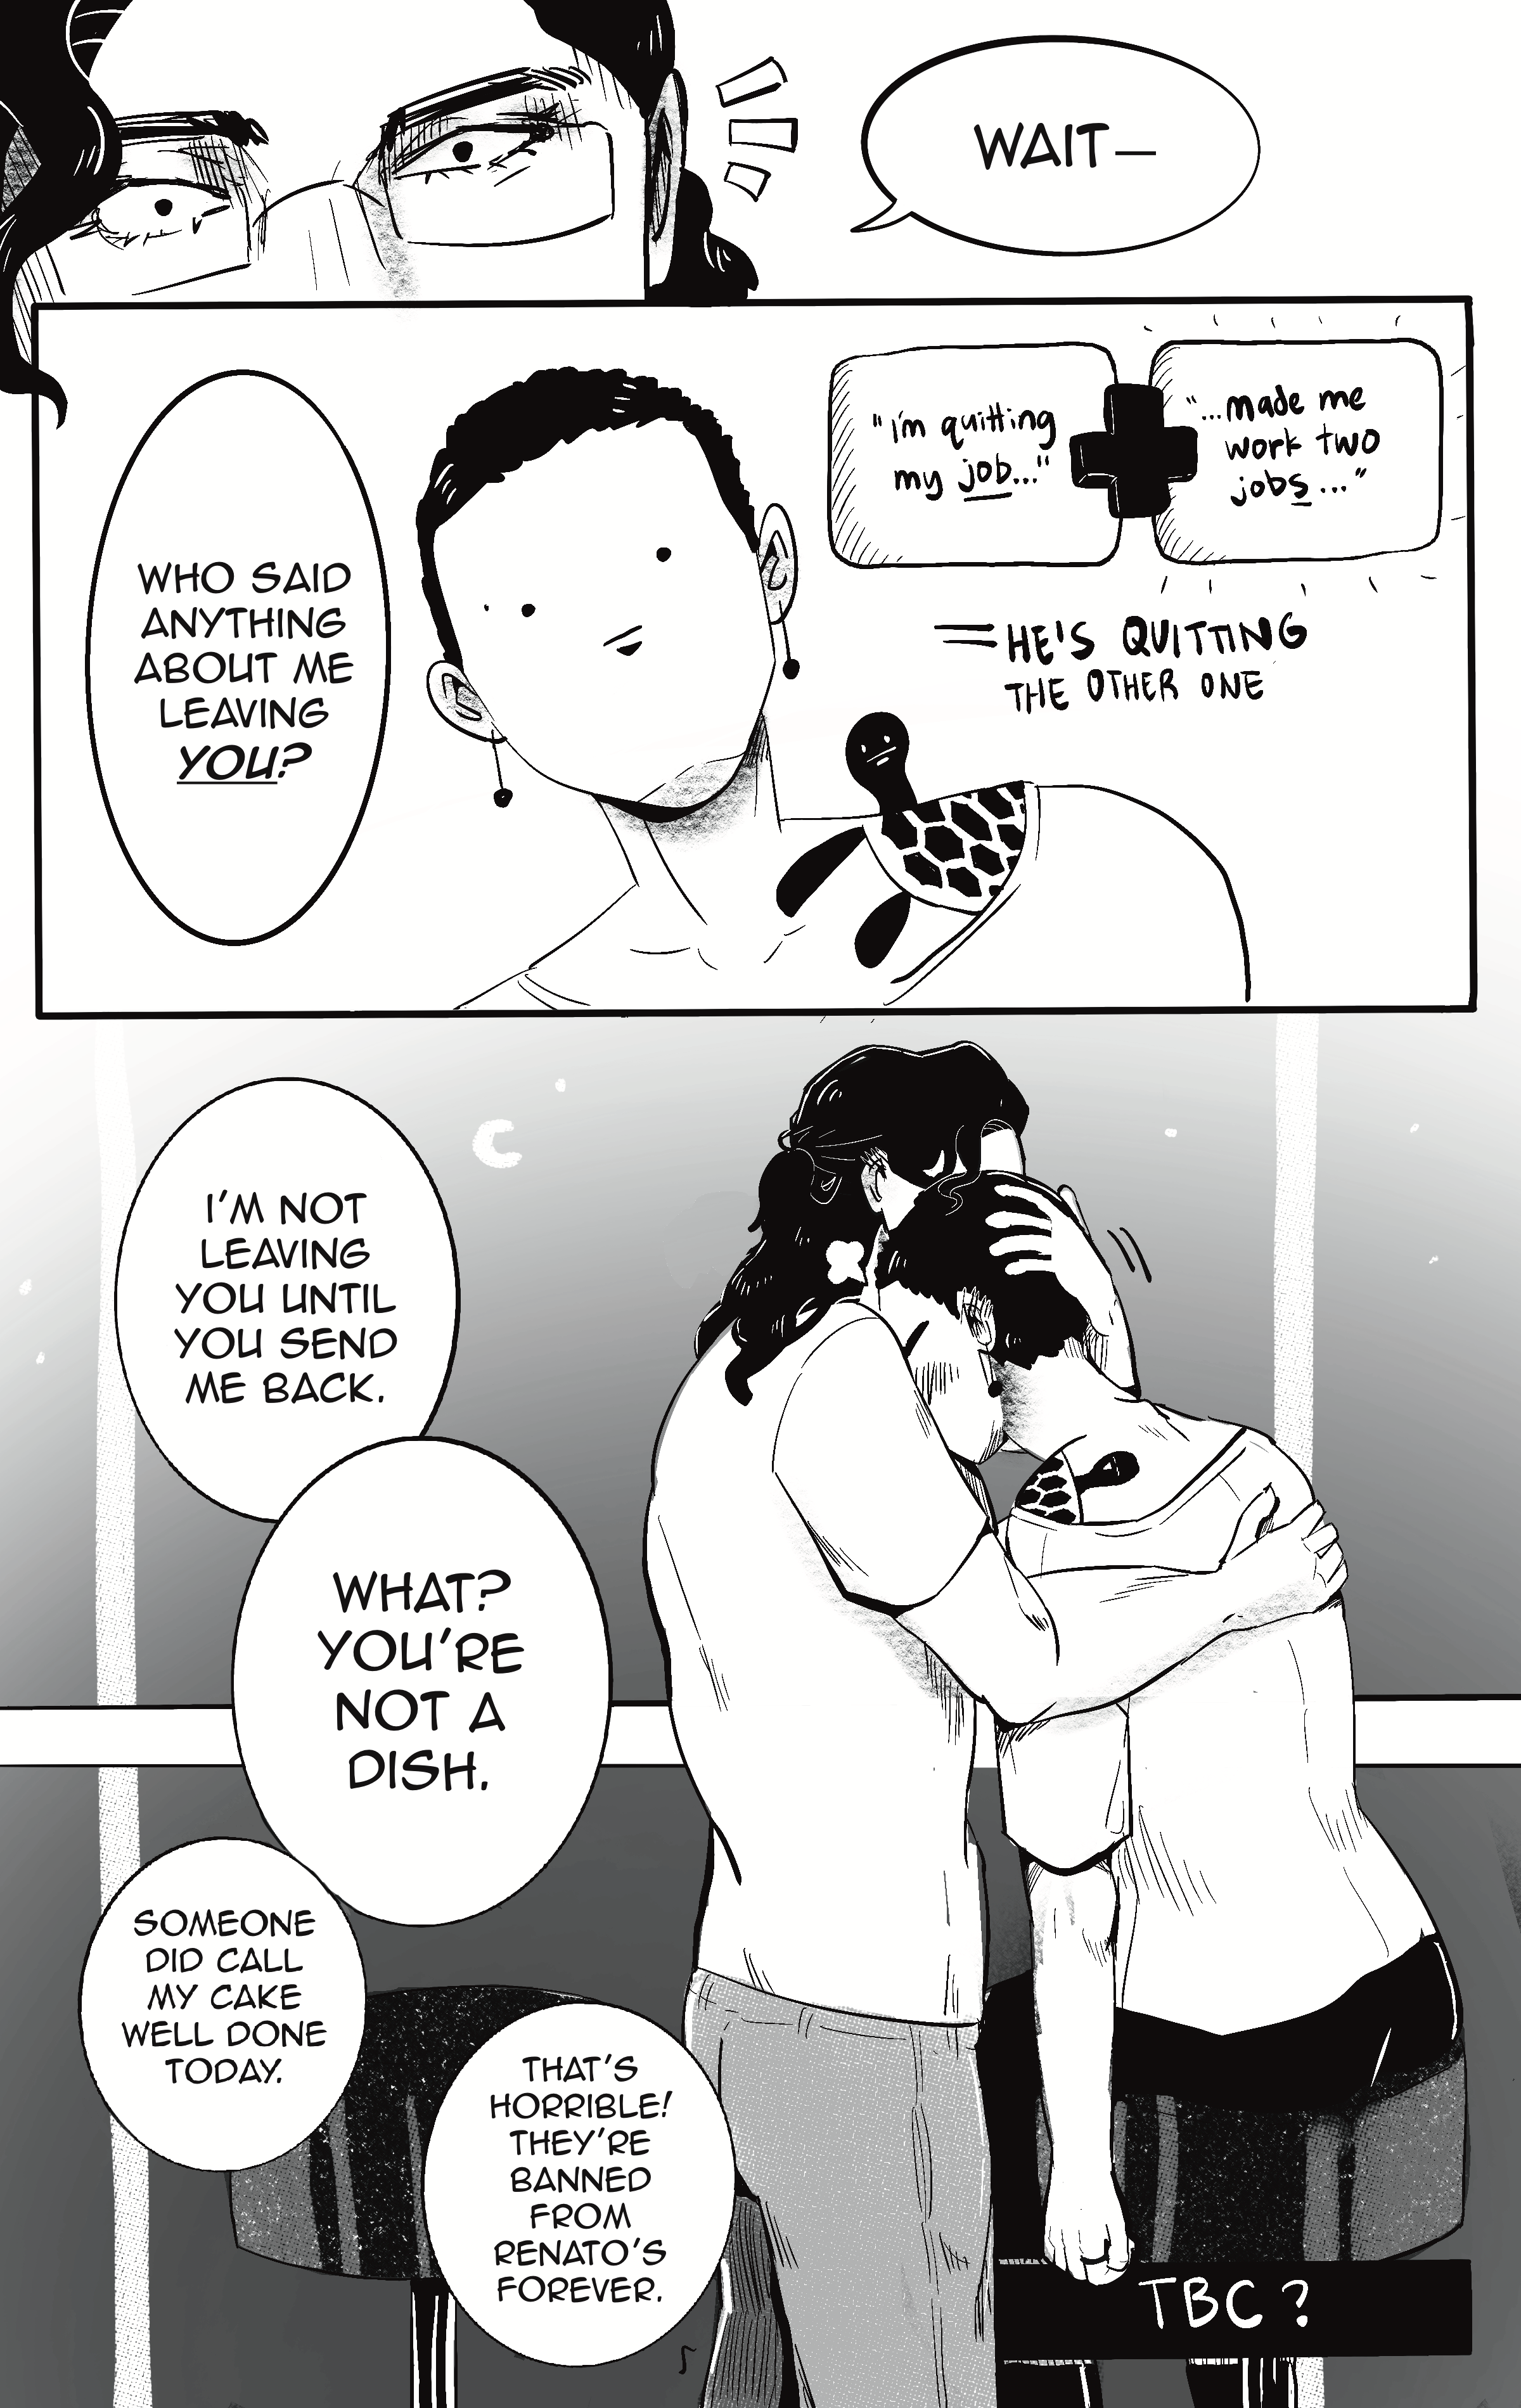 WAIT—
WHO SAID
ANYTHING
ABOUT ME
LEAVING
YOU?
"I'm quitting
my job..."
"...made me
work two
jobs..."
=HE'S QUITTING
THE OTHER ONE
I'M NOT
LEAVING
YOU UNTIL
YOU SEND
ME BACK.
WHAT?
YOU'RE
NOT A
DISH.
SOMEONE
DID CALL
MY CAKE
WELL DONE
TODAY.
THAT'S
HORRIBLE!
THEY'RE
BANNED
FROM
RENATO'S
FOREVER.
TBC?